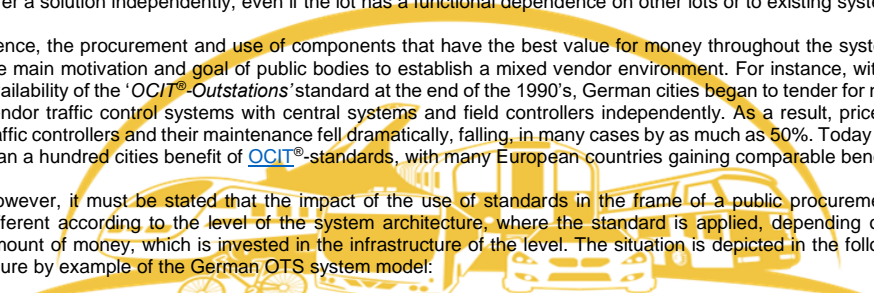 er a solution independently, even if the lot has a functional dependence on other lots or to existing syste
ence, the procurement and use of components that have the best value for money throughout the syste
e main motivation and goal of public bodies to establish a mixed vendor environment. For instance, wit
ailability of the 'OCIT®-Outstations' standard at the end of the 1990's, German cities began to tender for
ndor traffic control systems with central systems and field controllers independently. As a result, price
affic controllers and their maintenance fell dramatically, falling, in many cases by as much as 50%. Today
an a hundred cities benefit of OCIT®-standards, with many European countries gaining comparable bene
owever, it must be stated that the impact of the use of standards in the frame of a public procureme
fferent according to the level of the system architecture, where the standard is applied, depending o
mount of money, which is invested in the infrastructure of the level. The situation is depicted in the follo
ure by example of the German OTS system model: